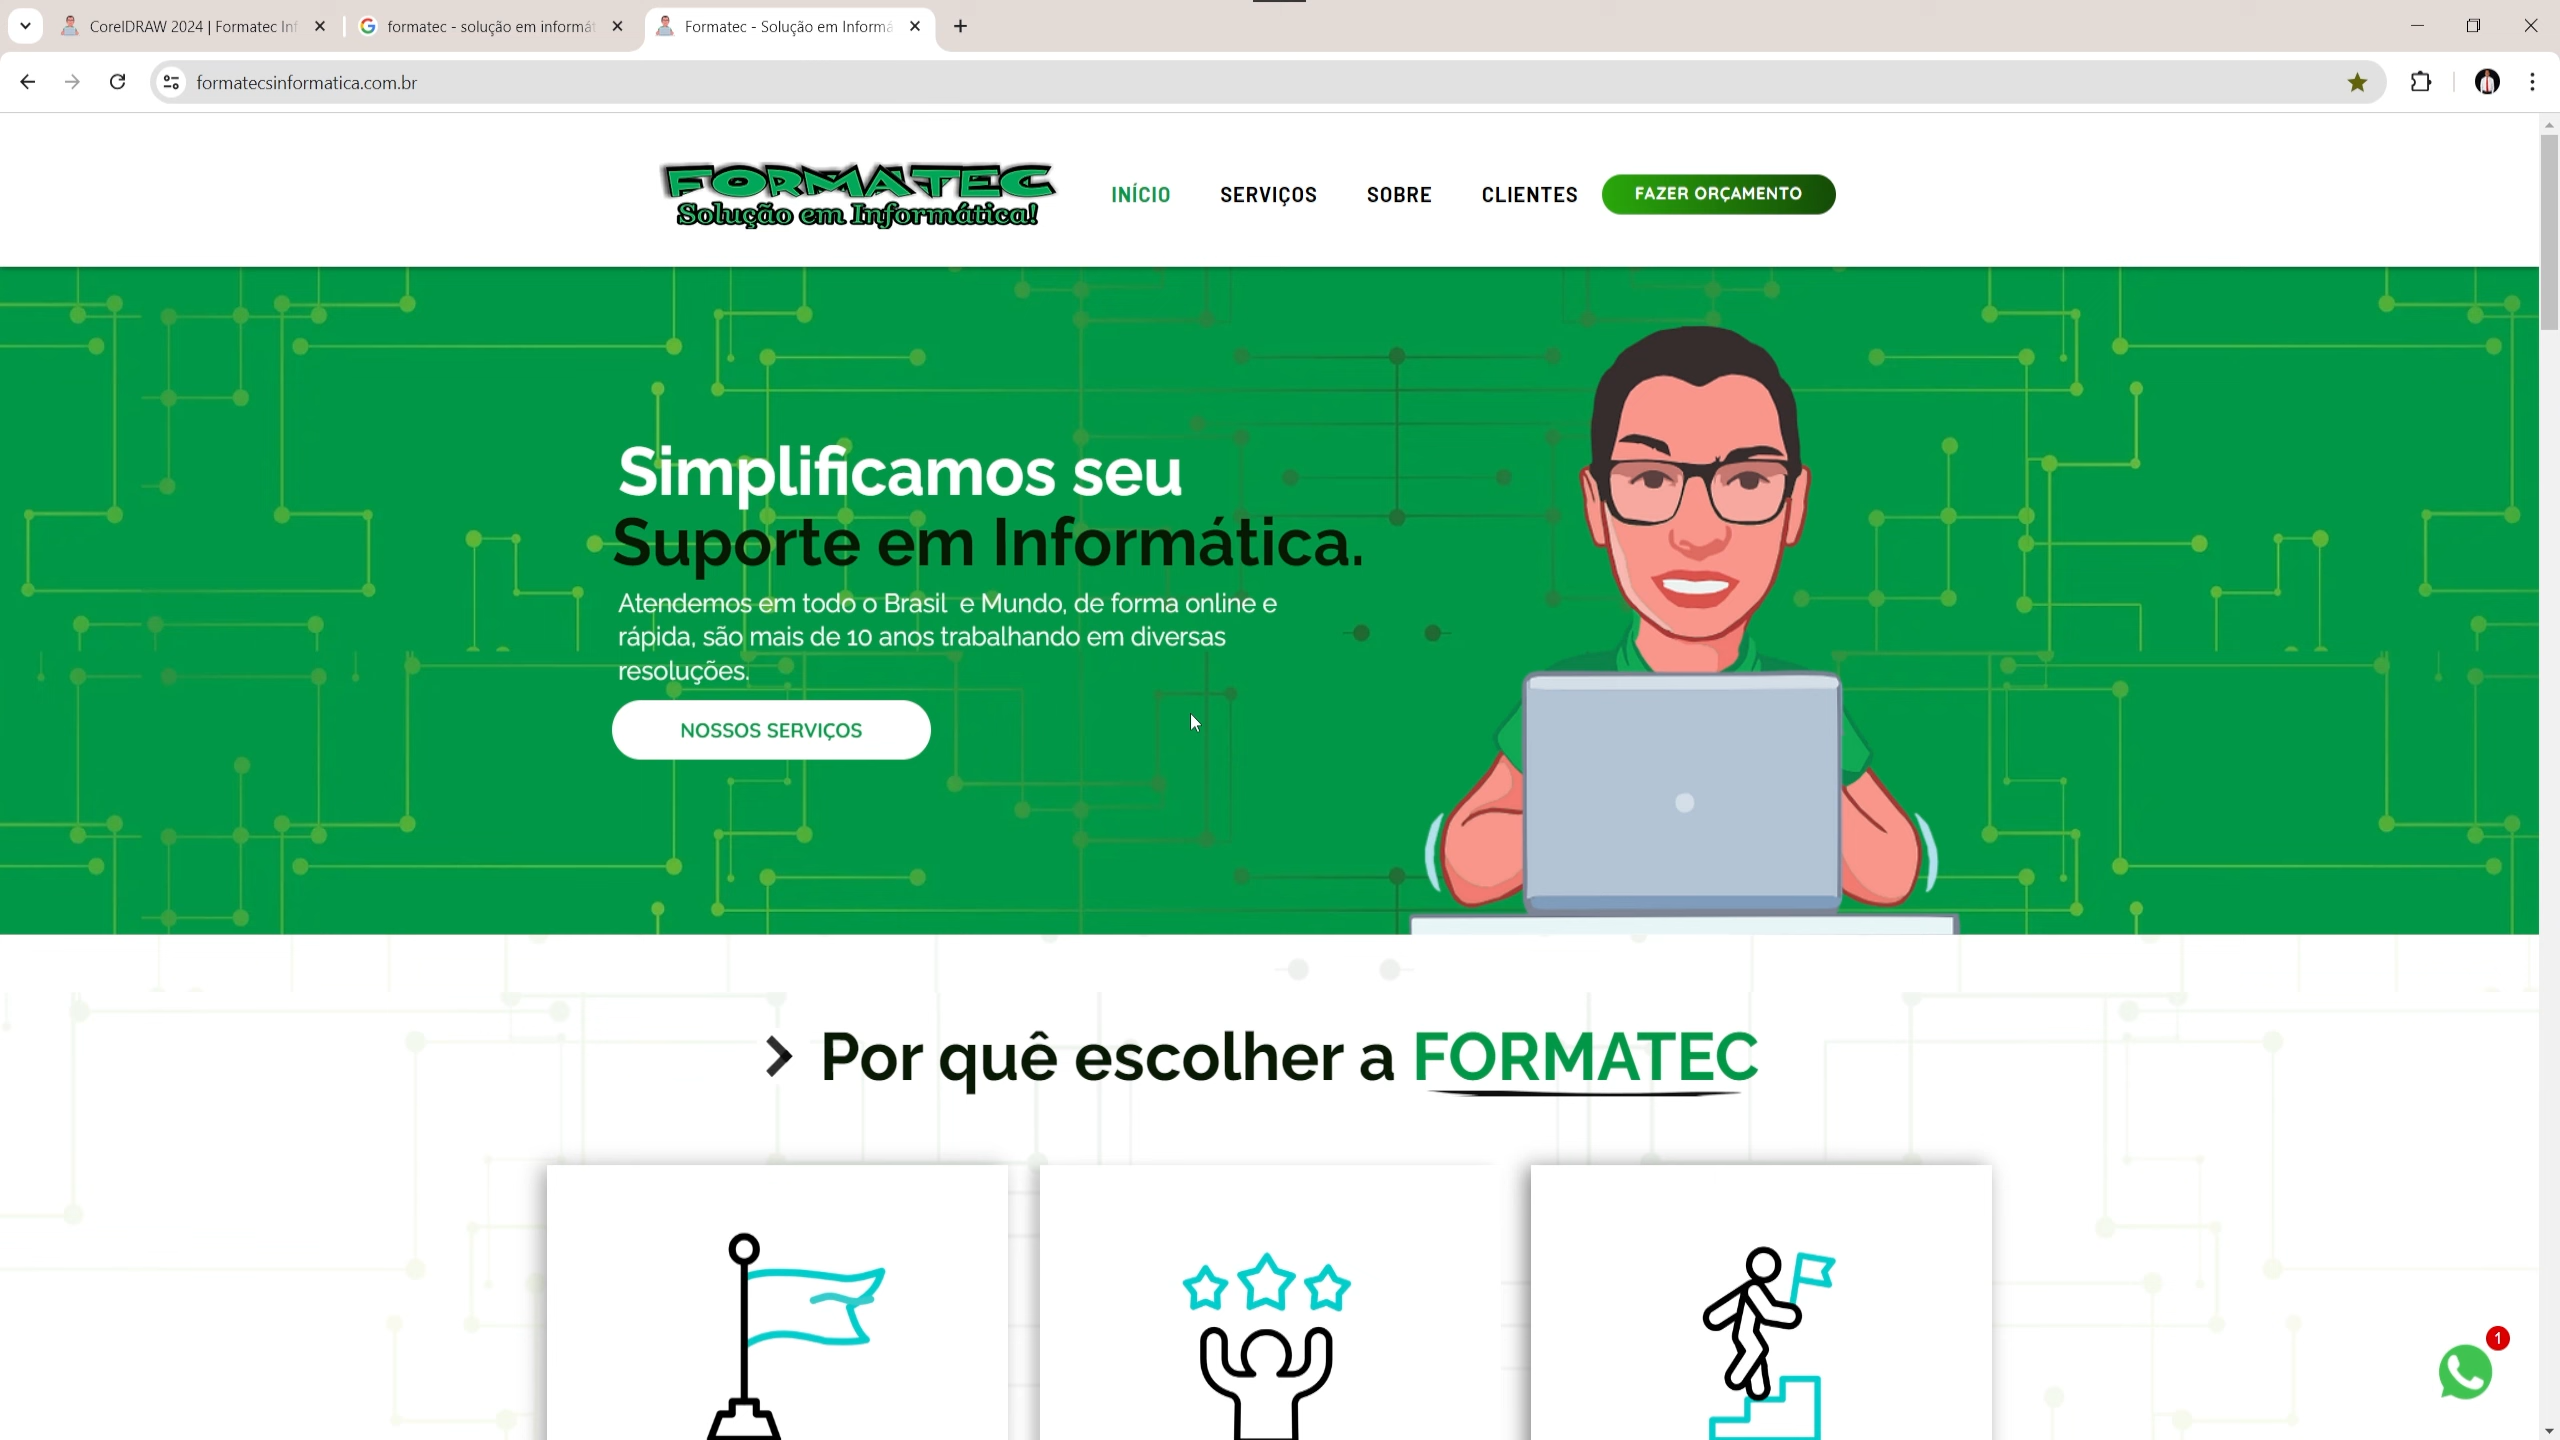 CorelDRAW 2024 | Formatec Inf
formatec - solução em informát
Formatec - Solução em Informá
formatecsinformatica.com.br
FORMATEC
Solução em Informática!
INÍCIO
SERVIÇOS
SOBRE
CLIENTES
FAZER ORÇAMENTO
Simplificamos seu
Suporte em Informática.
Atendemos em todo o Brasil e Mundo, de forma online e
rápida, são mais de 10 anos trabalhando em diversas
resoluções.
NOSSOS SERVIÇOS
Por quê escolher a FORMATEC
1